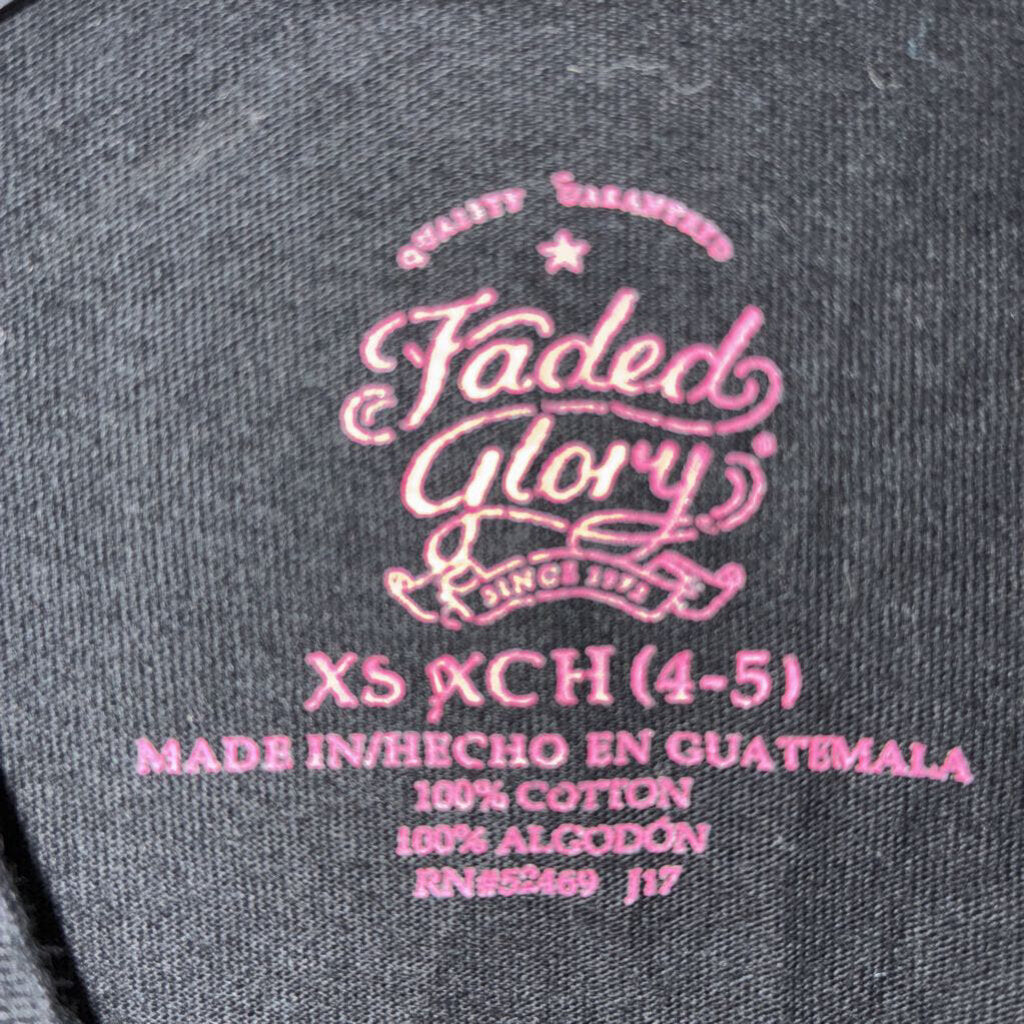 QUALITY GUARANTEED
Faded
Glory
SINCE 1972
XS XCH (4-5)
MADE IN/HECHO EN GUATEMALA
100% COTTON
100% ALGODÓN
RN#52469 J17